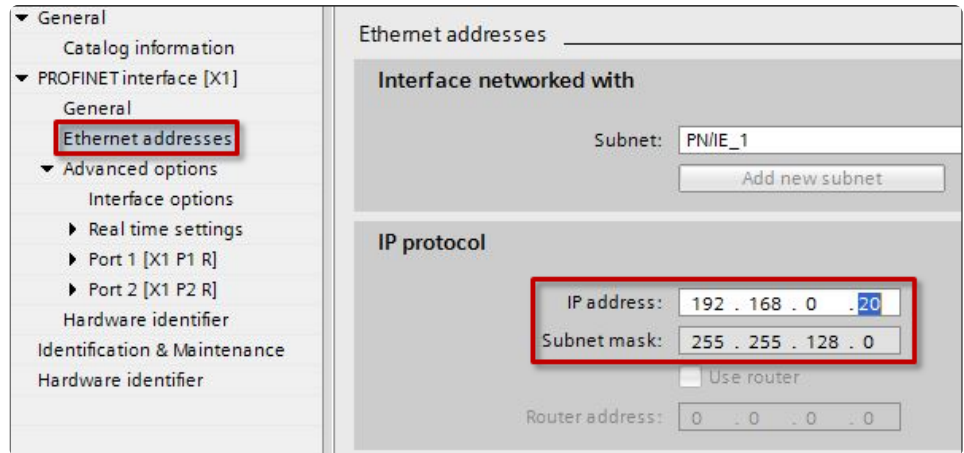 General
Catalog information
PROFINET interface [X1]
General
Ethernet addresses
Advanced options
Interface options
Real time settings
Port 1 [X1 P1 R]
Port 2 [X1 P2 R]
Hardware identifier
Identification & Maintenance
Hardware identifier
Ethernet addresses
Interface networked with
Subnet: PN/IE_1
Add new subnet
IP protocol
IP address: 192 . 168 . 0 . 20
Subnet mask: 255 . 255 . 128 . 0
Use router
Router address: 0 . 0 . 0 . 0